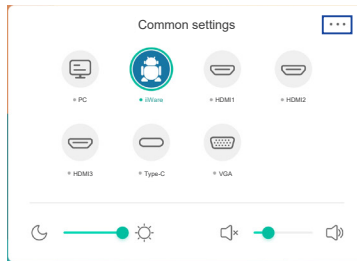 Common settings
PC
iWare
HDMI1
HDMI2
HDMI3
Type-C
VGA